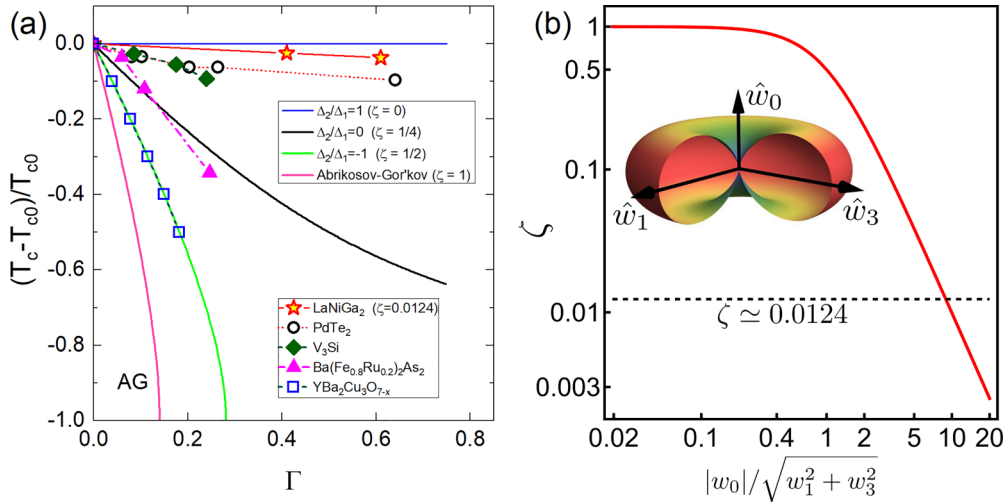 (a)
(T_c-T_c0)/T_c0
0.0
-0.2
-0.4
-0.6
-0.8
-1.0
0.0 0.2 0.4 0.6 0.8
Γ
Δ₂/Δ₁=1 (ζ = 0)
Δ₂/Δ₁=0 (ζ = 1/4)
Δ₂/Δ₁=-1 (ζ = 1/2)
Abrikosov-Gor'kov (ζ = 1)
LaNiGa₂ (ζ=0.0124)
PdTe₂
V₃Si
Ba(Fe₀.₈Ru₀.₂)₂As₂
YBa₂Cu₃O₇₋ₓ
AG
(b)
ζ
1
0.5
0.1
0.01
0.003
ŵ₀
ŵ₁
ŵ₃
ζ ≃ 0.0124
0.02 0.1 0.4 1 2 5 10 20
|w₀|/√(w₁² + w₃²)